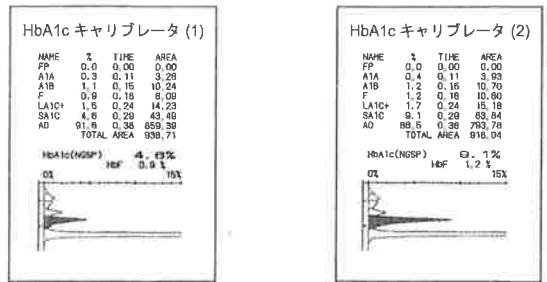 HbA1c キャリブレータ (1)
NAME % TIME AREA
FP 0.0 0.00 0.00
A1A 0.3 0.11 3.26
A1B 1.1 0.15 10.24
F 0.9 0.18 8.09
LA1C+ 1.5 0.24 14.23
SA1C 4.6 0.29 43.49
A0 91.6 0.38 859.39
TOTAL AREA 938.71
HbA1c(NGSP)
HbF 0.9 %
0% 15%
HbA1c キャリブレータ (2)
NAME % TIME AREA
FP 0.0 0.00 0.00
A1A 0.4 0.11 3.93
A1B 1.2 0.15 10.70
F 1.2 0.18 10.60
LA1C+ 1.7 0.24 15.18
SA1C 9.1 0.29 83.84
A0 86.5 0.38 793.78
TOTAL AREA 918.04
HbA1c(NGSP) 9.1%
HbF 1.2 %
0% 15%